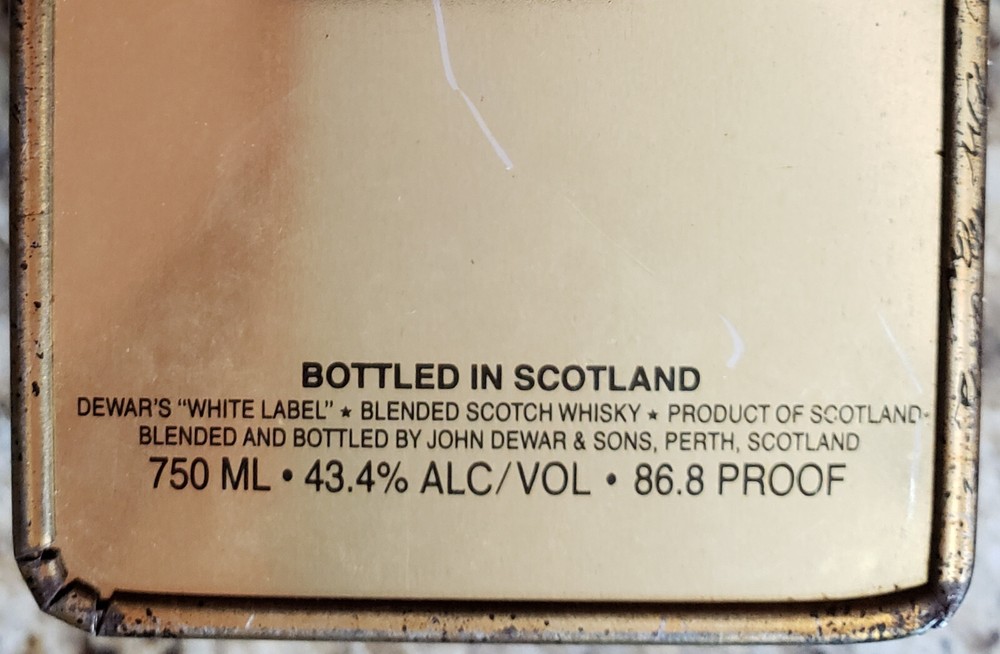 BOTTLED IN SCOTLAND
DEWAR'S “WHITE LABEL” ★ BLENDED SCOTCH WHISKY ★ PRODUCT OF SCOTLAND
BLENDED AND BOTTLED BY JOHN DEWAR & SONS, PERTH, SCOTLAND
750 ML • 43.4% ALC/VOL • 86.8 PROOF